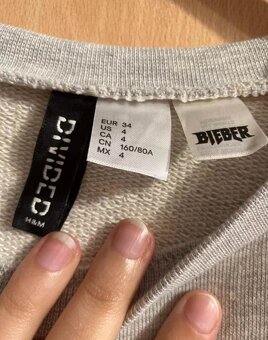 DIVIDED
H&M
EUR 34
US 4
CA 4
CN 160/80A
MX 4
BIEBER